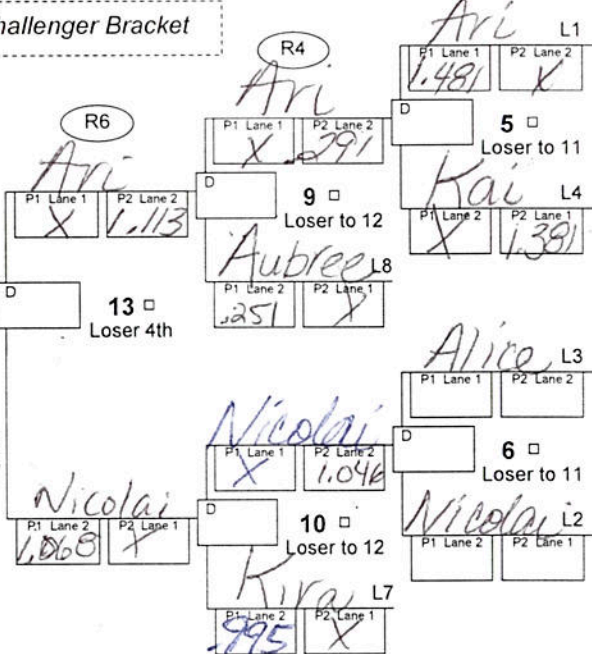 hallenger Bracket
R4
R6
Ari L1
P1 Lane 1 P2 Lane 2
1.481 X
D
5
Loser to 11
Kai L4
P1 Lane 2 P2 Lane 1
X 1.381
Ari
P1 Lane 1 P2 Lane 2
X .291
D
9
Loser to 12
Aubree L8
P1 Lane 2 P2 Lane 1
.251 X
Ari
P1 Lane 1 P2 Lane 2
X 1.113
D
13
Loser 4th
Nicolai
P1 Lane 2 P2 Lane 1
1.068 X
Alice L3
P1 Lane 1 P2 Lane 2
D
6
Loser to 11
Nicolai L2
P1 Lane 2 P2 Lane 1
Nicolai
P1 Lane 1 P2 Lane 2
X 1.046
D
10
Loser to 12
Kira L7
P1 Lane 2 P2 Lane 1
.995 X